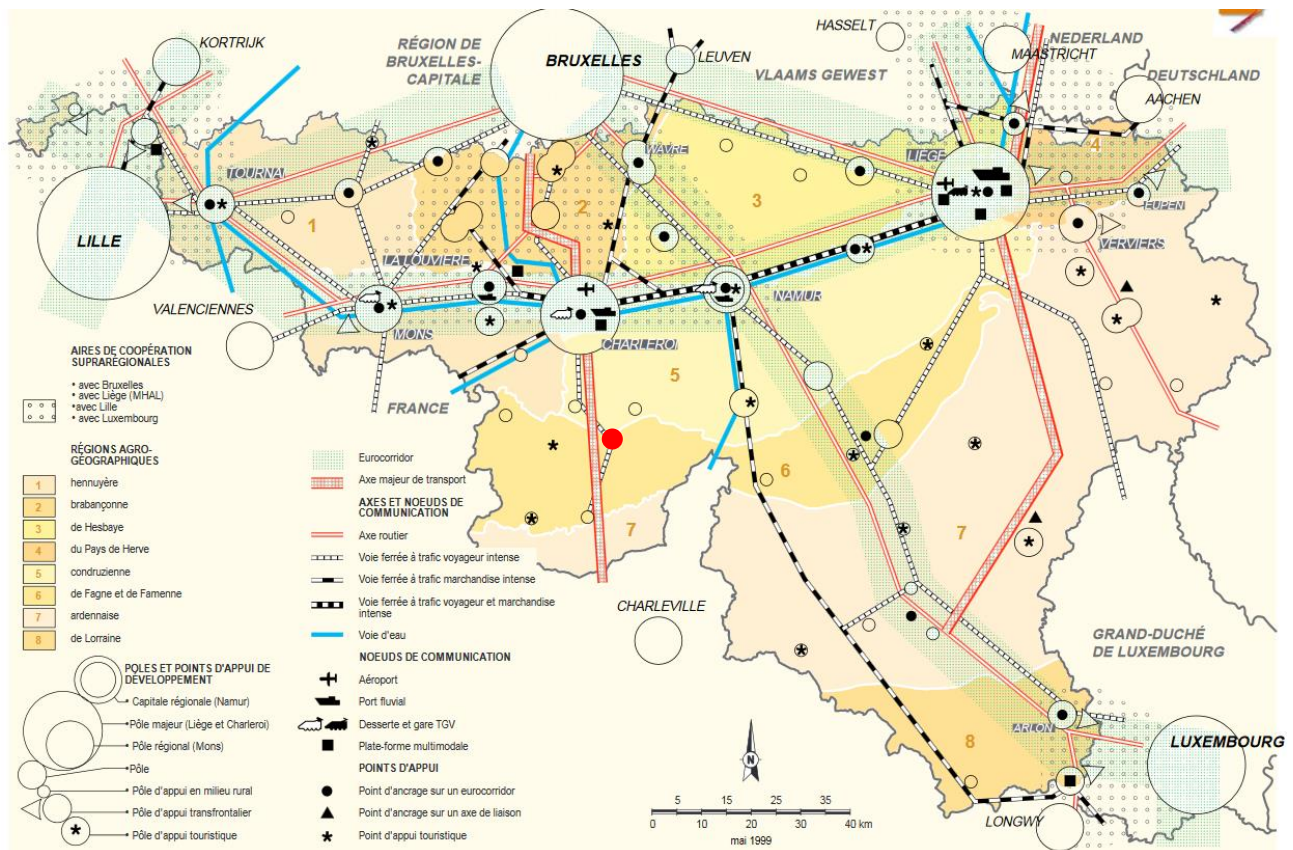 KORTRIJK
RÉGION DE
BRUXELLES-
CAPITALE
BRUXELLES
LEUVEN
HASSELT
VLAAMS GEWEST
NEDERLAND
MAASTRICHT
DEUTSCHLAND
AACHEN
TOURNAI
WAVRE
LIEGE
4
LILLE
1
2
3
EUPEN
VERVIERS
LA LOUVIERE
NAMUR
VALENCIENNES
MONS
CHARLEROI
5
FRANCE
6
7
7
CHARLEVILLE
GRAND-DUCHÉ
DE LUXEMBOURG
ARLON
8
LUXEMBOURG
LONGWY
AIRES DE COOPÉRATION
SUPRARÉGIONALES
• avec Bruxelles
• avec Liège (MHAL)
• avec Lille
• avec Luxembourg
RÉGIONS AGRO-
GÉOGRAPHIQUES
1 hennuyère
2 brabançonne
3 de Hesbaye
4 du Pays de Herve
5 condruzienne
6 de Fagne et de Famenne
7 ardennaise
8 de Lorraine
POLES ET POINTS D'APPUI DE
DÉVELOPPEMENT
• Capitale régionale (Namur)
• Pôle majeur (Liège et Charleroi)
• Pôle régional (Mons)
• Pôle
• Pôle d'appui en milieu rural
• Pôle d'appui transfrontalier
• Pôle d'appui touristique
Eurocorridor
Axe majeur de transport
AXES ET NOEUDS DE
COMMUNICATION
Axe routier
Voie ferrée à trafic voyageur intense
Voie ferrée à trafic marchandise intense
Voie ferrée à trafic voyageur et marchandise
intense
Voie d'eau
NOEUDS DE COMMUNICATION
Aéroport
Port fluvial
Desserte et gare TGV
Plate-forme multimodale
POINTS D'APPUI
Point d'ancrage sur un eurocorridor
Point d'ancrage sur un axe de liaison
Point d'appui touristique
N
5 15 25 35
0 10 20 30 40 km
mai 1999